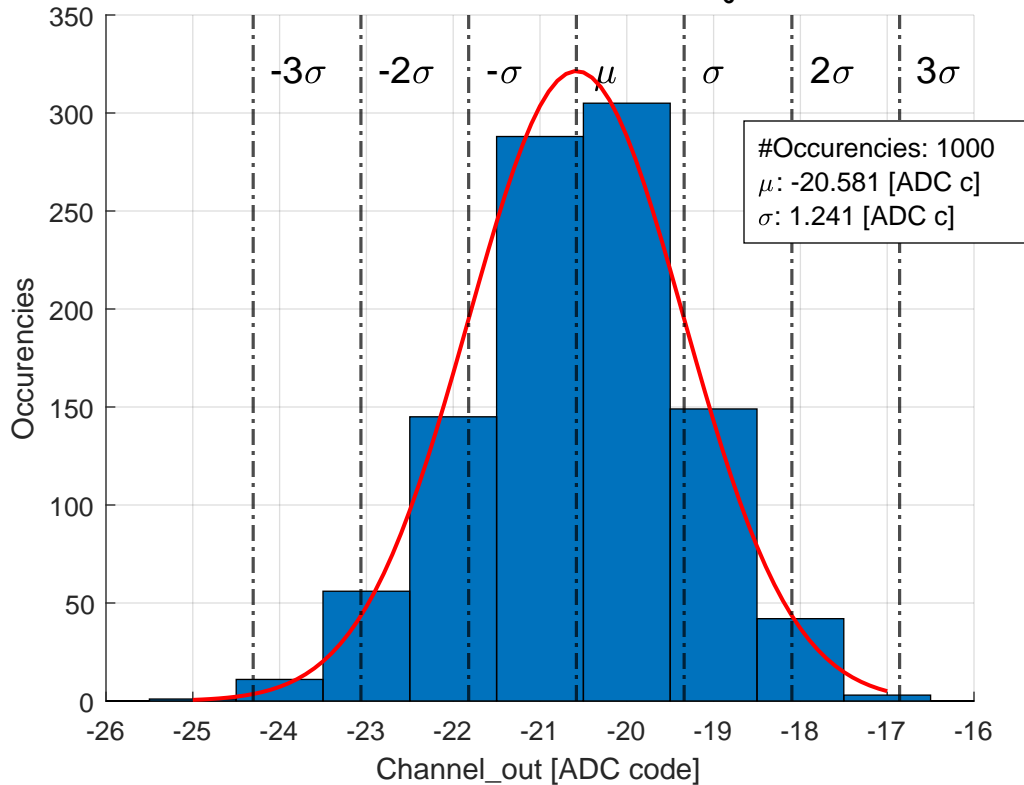 350
300
250
200
150
100
50
0
-3σ -2σ -σ μ σ 2σ 3σ
#Occurencies: 1000
μ: -20.581 [ADC c]
σ: 1.241 [ADC c]
Occurencies
-26 -25 -24 -23 -22 -21 -20 -19 -18 -17 -16
Channel_out [ADC code]